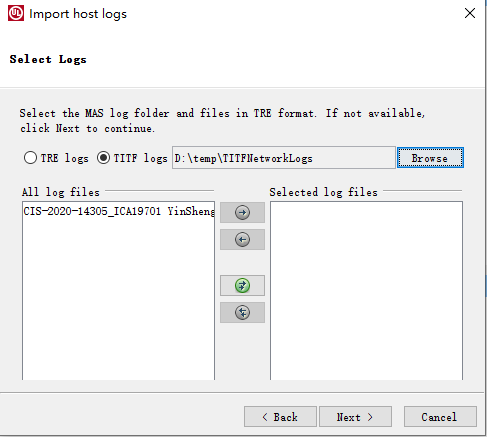 Import host logs
Select Logs
Select the MAS log folder and files in TRE format. If not available,
click Next to continue.
TRE logs TITF logs D:\temp\TITFNetworkLogs Browse
All log files Selected log files
CIS-2020-14305_ICA19701 YinSheng
< Back Next > Cancel